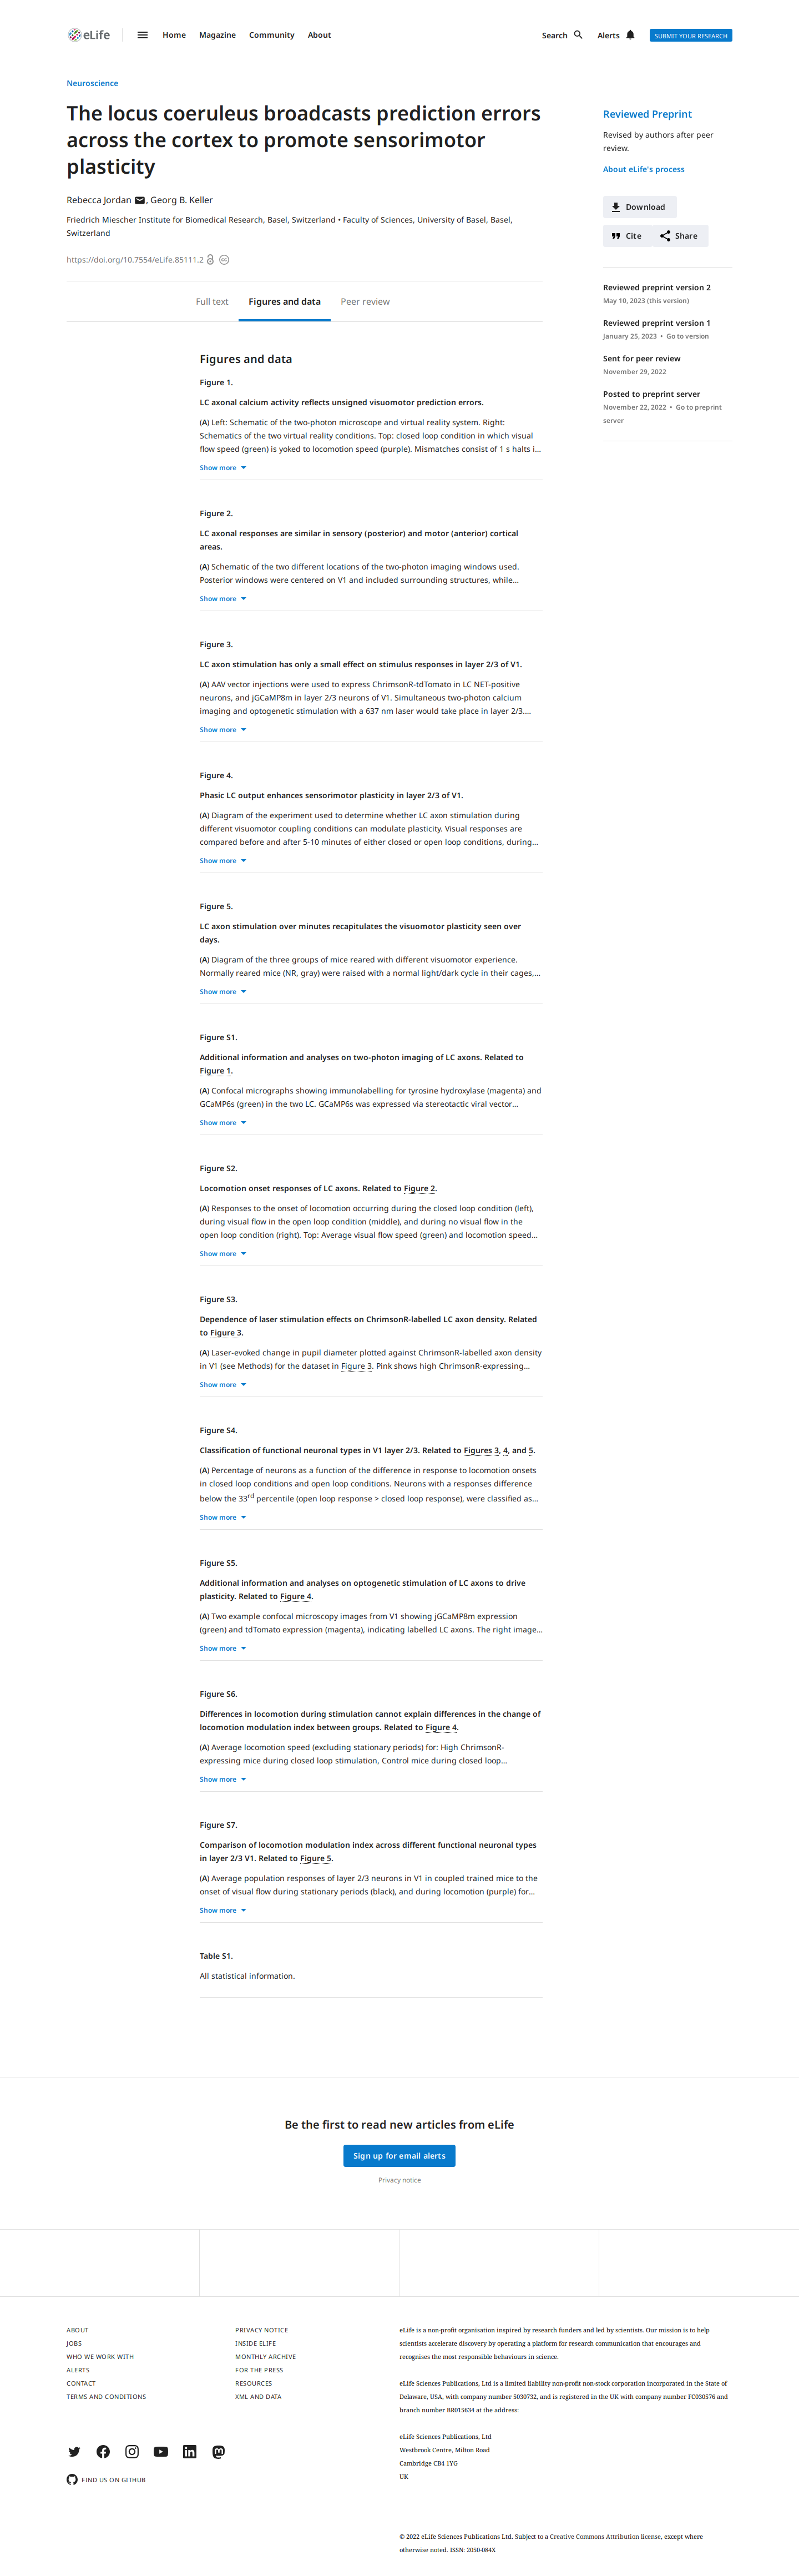 eLife
Home Magazine Community About
Search Alerts SUBMIT YOUR RESEARCH
Neuroscience
The locus coeruleus broadcasts prediction errors
across the cortex to promote sensorimotor
plasticity
Rebecca Jordan , Georg B. Keller
Friedrich Miescher Institute for Biomedical Research, Basel, Switzerland • Faculty of Sciences, University of Basel, Basel,
Switzerland
https://doi.org/10.7554/eLife.85111.2
Reviewed Preprint
Revised by authors after peer
review.
About eLife's process
Download
Cite Share
Reviewed preprint version 2
May 10, 2023 (this version)
Reviewed preprint version 1
January 25, 2023 • Go to version
Sent for peer review
November 29, 2022
Posted to preprint server
November 22, 2022 • Go to preprint
server
Full text Figures and data Peer review
Figures and data
Figure 1.
LC axonal calcium activity reflects unsigned visuomotor prediction errors.
(A) Left: Schematic of the two-photon microscope and virtual reality system. Right:
Schematics of the two virtual reality conditions. Top: closed loop condition in which visual
flow speed (green) is yoked to locomotion speed (purple). Mismatches consist of 1 s halts i...
Show more
Figure 2.
LC axonal responses are similar in sensory (posterior) and motor (anterior) cortical
areas.
(A) Schematic of the two different locations of the two-photon imaging windows used.
Posterior windows were centered on V1 and included surrounding structures, while...
Show more
Figure 3.
LC axon stimulation has only a small effect on stimulus responses in layer 2/3 of V1.
(A) AAV vector injections were used to express ChrimsonR-tdTomato in LC NET-positive
neurons, and jGCaMP8m in layer 2/3 neurons of V1. Simultaneous two-photon calcium
imaging and optogenetic stimulation with a 637 nm laser would take place in layer 2/3....
Show more
Figure 4.
Phasic LC output enhances sensorimotor plasticity in layer 2/3 of V1.
(A) Diagram of the experiment used to determine whether LC axon stimulation during
different visuomotor coupling conditions can modulate plasticity. Visual responses are
compared before and after 5-10 minutes of either closed or open loop conditions, during...
Show more
Figure 5.
LC axon stimulation over minutes recapitulates the visuomotor plasticity seen over
days.
(A) Diagram of the three groups of mice reared with different visuomotor experience.
Normally reared mice (NR, gray) were raised with a normal light/dark cycle in their cages,...
Show more
Figure S1.
Additional information and analyses on two-photon imaging of LC axons. Related to
Figure 1.
(A) Confocal micrographs showing immunolabelling for tyrosine hydroxylase (magenta) and
GCaMP6s (green) in the two LC. GCaMP6s was expressed via stereotactic viral vector...
Show more
Figure S2.
Locomotion onset responses of LC axons. Related to Figure 2.
(A) Responses to the onset of locomotion occurring during the closed loop condition (left),
during visual flow in the open loop condition (middle), and during no visual flow in the
open loop condition (right). Top: Average visual flow speed (green) and locomotion speed...
Show more
Figure S3.
Dependence of laser stimulation effects on ChrimsonR-labelled LC axon density. Related
to Figure 3.
(A) Laser-evoked change in pupil diameter plotted against ChrimsonR-labelled axon density
in V1 (see Methods) for the dataset in Figure 3. Pink shows high ChrimsonR-expressing...
Show more
Figure S4.
Classification of functional neuronal types in V1 layer 2/3. Related to Figures 3, 4, and 5.
(A) Percentage of neurons as a function of the difference in response to locomotion onsets
in closed loop conditions and open loop conditions. Neurons with a responses difference
below the 33rd percentile (open loop response > closed loop response), were classified as...
Show more
Figure S5.
Additional information and analyses on optogenetic stimulation of LC axons to drive
plasticity. Related to Figure 4.
(A) Two example confocal microscopy images from V1 showing jGCaMP8m expression
(green) and tdTomato expression (magenta), indicating labelled LC axons. The right image...
Show more
Figure S6.
Differences in locomotion during stimulation cannot explain differences in the change of
locomotion modulation index between groups. Related to Figure 4.
(A) Average locomotion speed (excluding stationary periods) for: High ChrimsonR-
expressing mice during closed loop stimulation, Control mice during closed loop...
Show more
Figure S7.
Comparison of locomotion modulation index across different functional neuronal types
in layer 2/3 V1. Related to Figure 5.
(A) Average population responses of layer 2/3 neurons in V1 in coupled trained mice to the
onset of visual flow during stationary periods (black), and during locomotion (purple) for...
Show more
Table S1.
All statistical information.
Be the first to read new articles from eLife
Sign up for email alerts
Privacy notice
ABOUT
JOBS
WHO WE WORK WITH
ALERTS
CONTACT
TERMS AND CONDITIONS
PRIVACY NOTICE
INSIDE ELIFE
MONTHLY ARCHIVE
FOR THE PRESS
RESOURCES
XML AND DATA
FIND US ON GITHUB
eLife is a non-profit organisation inspired by research funders and led by scientists. Our mission is to help
scientists accelerate discovery by operating a platform for research communication that encourages and
recognises the most responsible behaviours in science.
eLife Sciences Publications, Ltd is a limited liability non-profit non-stock corporation incorporated in the State of
Delaware, USA, with company number 5030732, and is registered in the UK with company number FC030576 and
branch number BR015634 at the address:
eLife Sciences Publications, Ltd
Westbrook Centre, Milton Road
Cambridge CB4 1YG
UK
© 2022 eLife Sciences Publications Ltd. Subject to a Creative Commons Attribution license, except where
otherwise noted. ISSN: 2050-084X